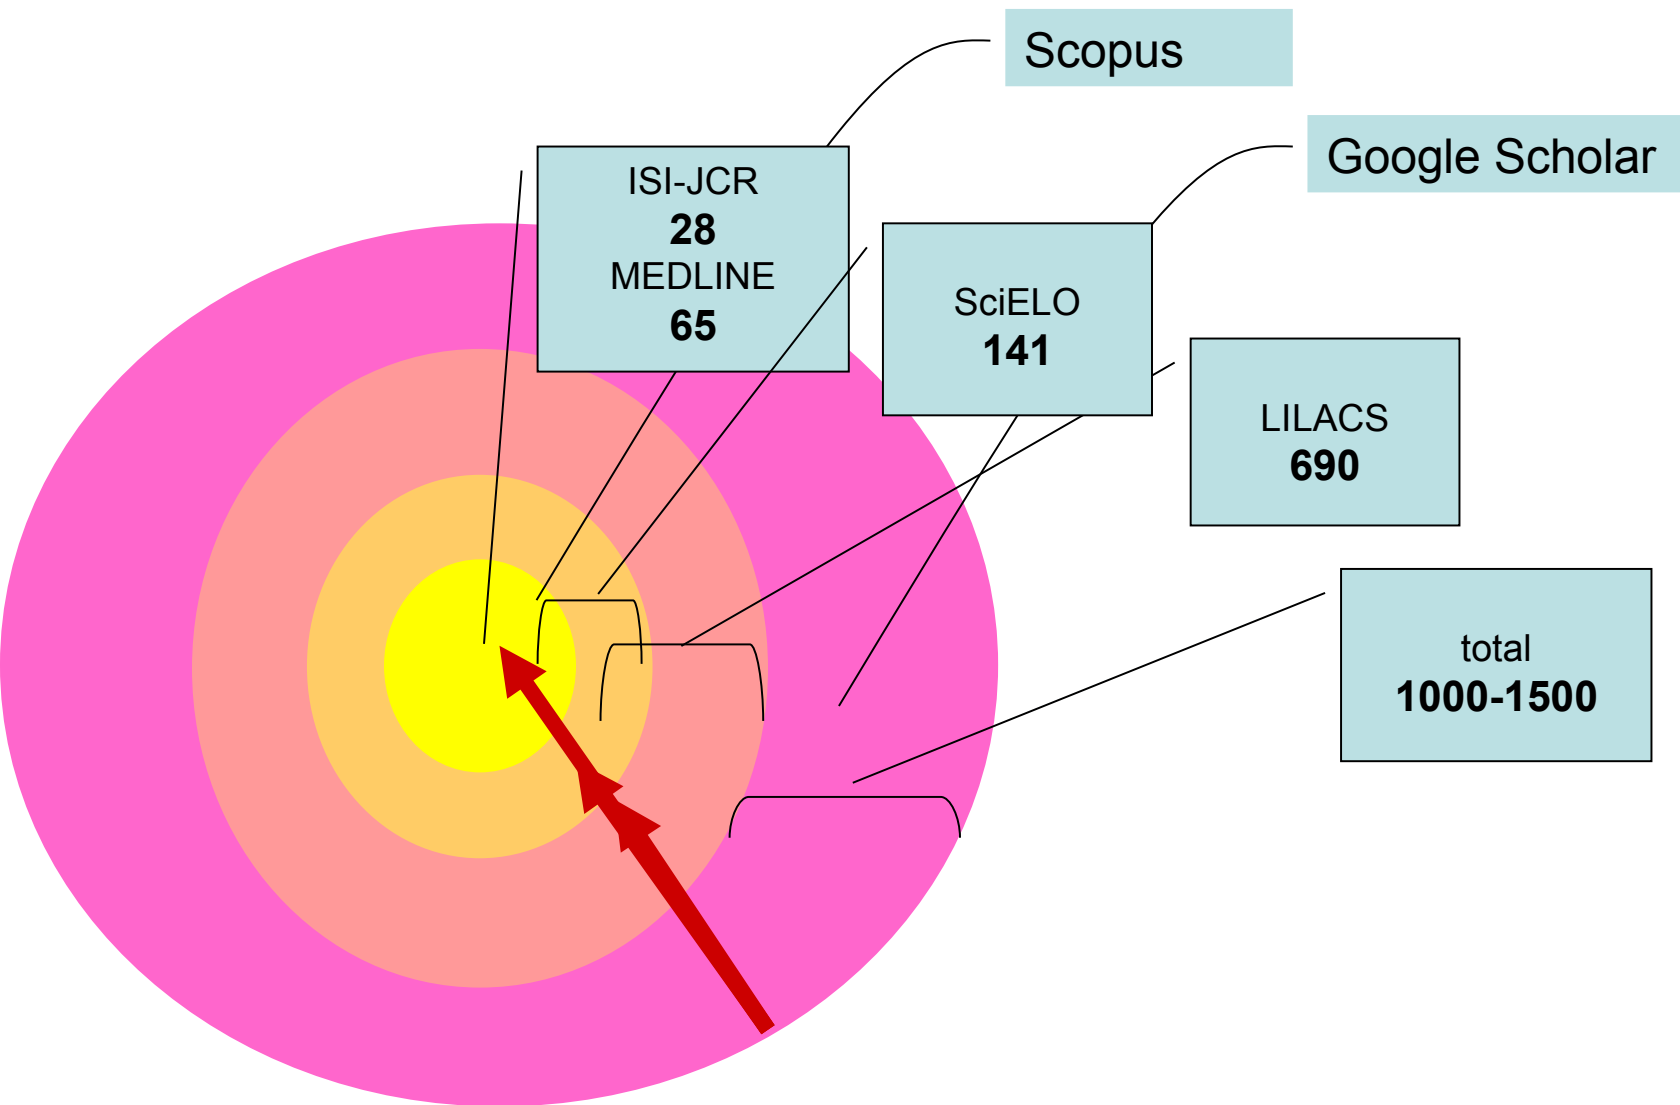 Scopus
Google Scholar
ISI-JCR
28
MEDLINE
65
SciELO
141
LILACS
690
total
1000-1500